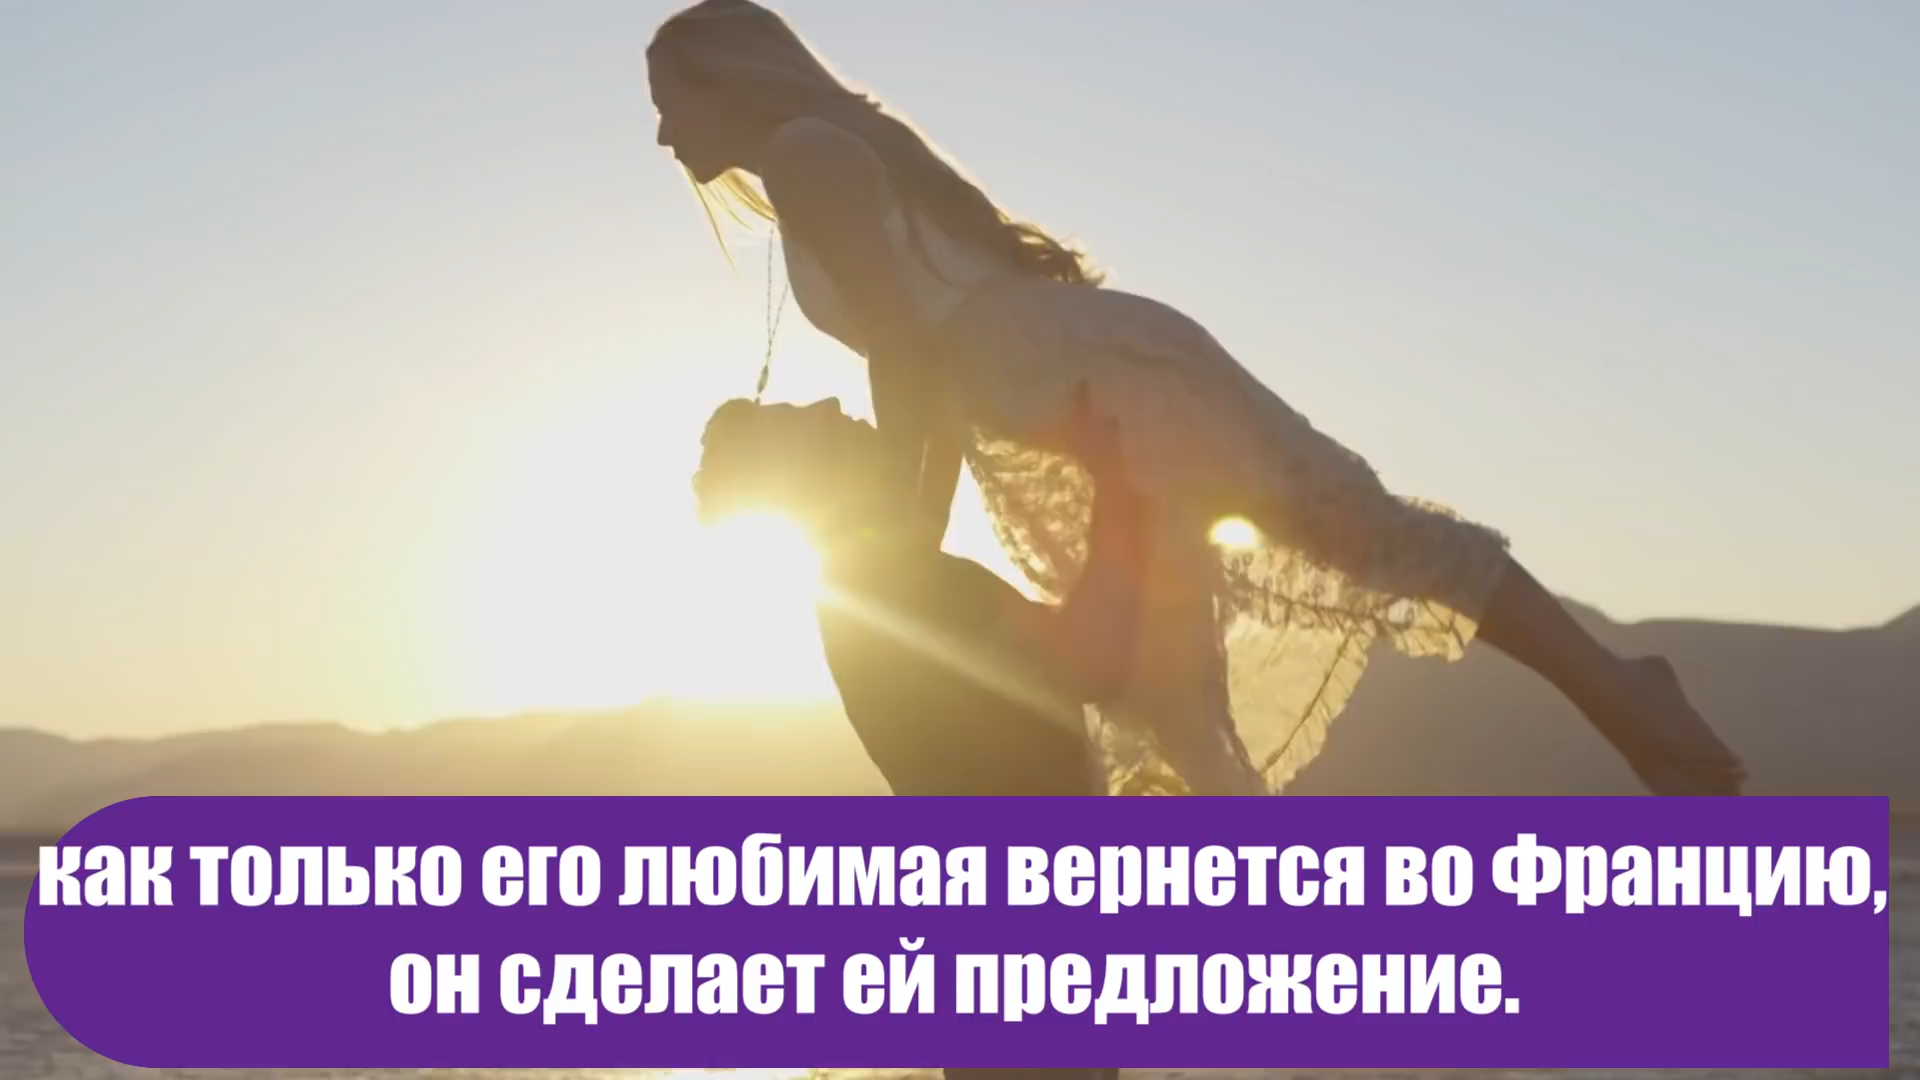 как только его любимая вернется во Францию,
он сделает ей предложение.